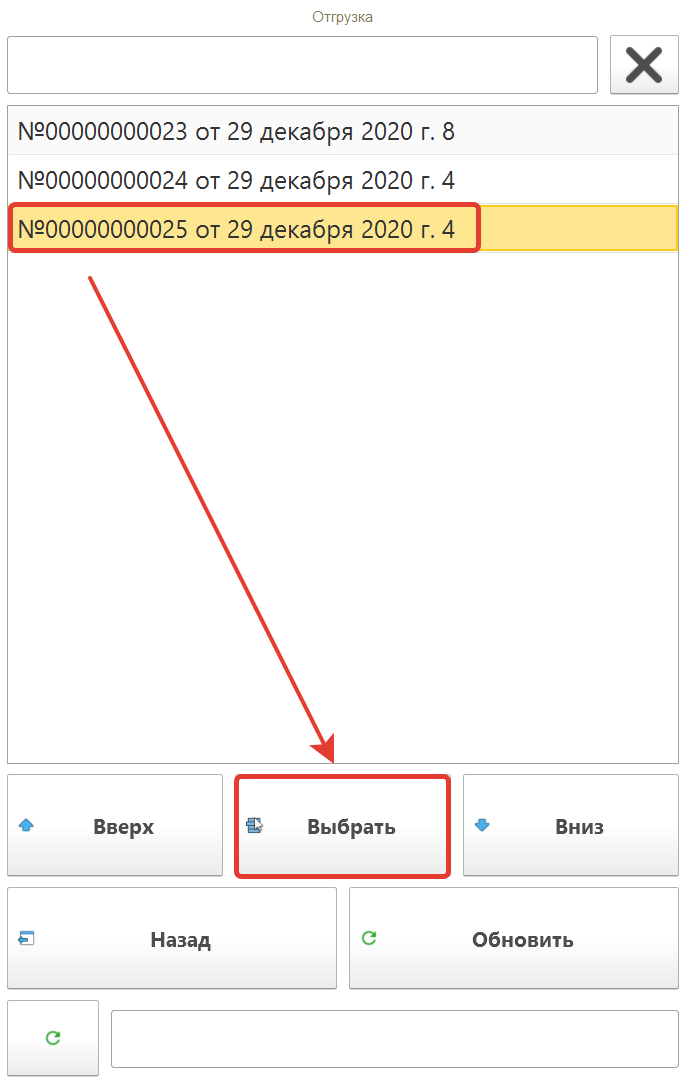 Отгрузка
№00000000023 от 29 декабря 2020 г. 8
№00000000024 от 29 декабря 2020 г. 4
№00000000025 от 29 декабря 2020 г. 4
Вверх
Выбрать
Вниз
Назад
Обновить